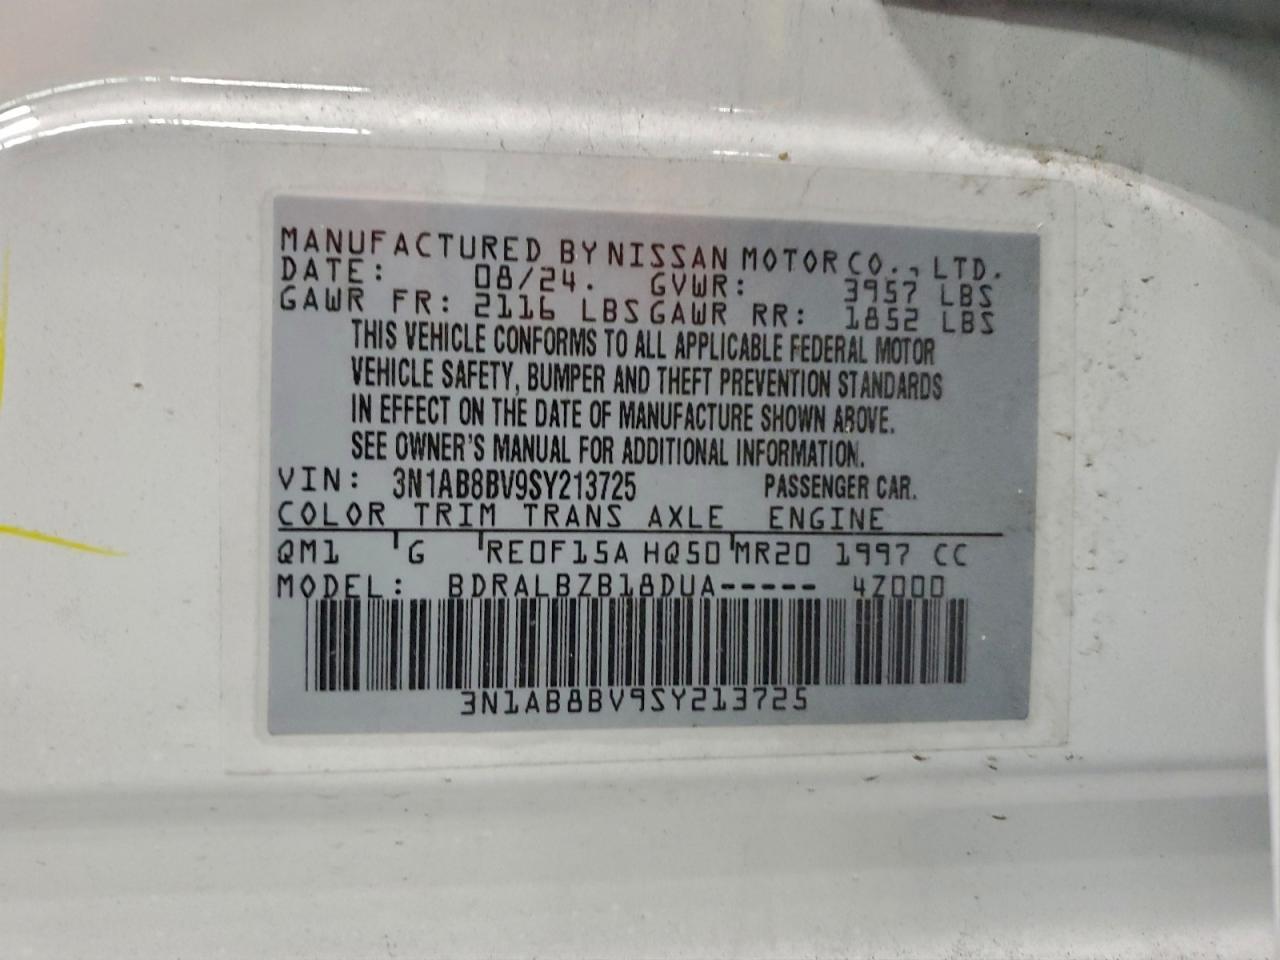 MANUFACTURED BY NISSAN MOTOR CO., LTD.
DATE: 08/24. GVWR: 3957 LBS
GAWR FR: 2116 LBS GAWR RR: 1852 LBS
THIS VEHICLE CONFORMS TO ALL APPLICABLE FEDERAL MOTOR
VEHICLE SAFETY, BUMPER AND THEFT PREVENTION STANDARDS
IN EFFECT ON THE DATE OF MANUFACTURE SHOWN ABOVE.
SEE OWNER'S MANUAL FOR ADDITIONAL INFORMATION.
VIN: 3N1AB8BV9SY213725 PASSENGER CAR.
COLOR TRIM TRANS AXLE ENGINE
QM1 G RE0F15A HQ50 MR20 1997 CC
MODEL: BDRALBZB18DUA----- 4Z000
3N1AB8BV9SY213725